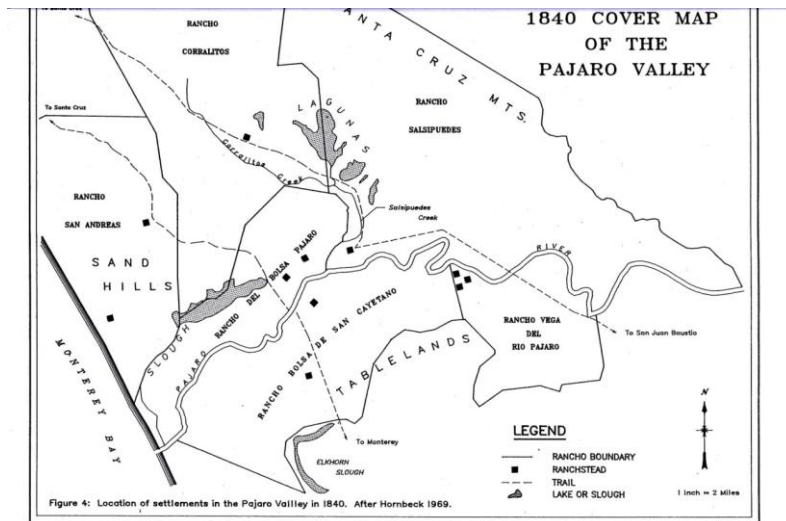 To Santa Cruz
1840 COVER MAP
OF THE
PAJARO VALLEY
RANCHO
CORRALITOS
SANTA CRUZ MTS.
To Santa Cruz
LAGUNAS
RANCHO
SALSIPUEDES
Corralitos Creek
Salsipuedes
Creek
RANCHO
SAN ANDREAS
SAND
HILLS
RANCHO DEL BOLSA PAJARO
RIVER
SLOUGH
PAJARO
RANCHO BOLSA DE SAN CAYETANO
RANCHO VEGA
DEL
RIO PAJARO
To San Juan Bautista
MONTEREY BAY
TABLELANDS
To Monterey
ELKHORN
SLOUGH
N
LEGEND
RANCHO BOUNDARY
RANCHSTEAD
TRAIL
LAKE OR SLOUGH
1 Inch = 2 Miles
Figure 4: Location of settlements in the Pajaro Vailley in 1840. After Hornbeck 1969.